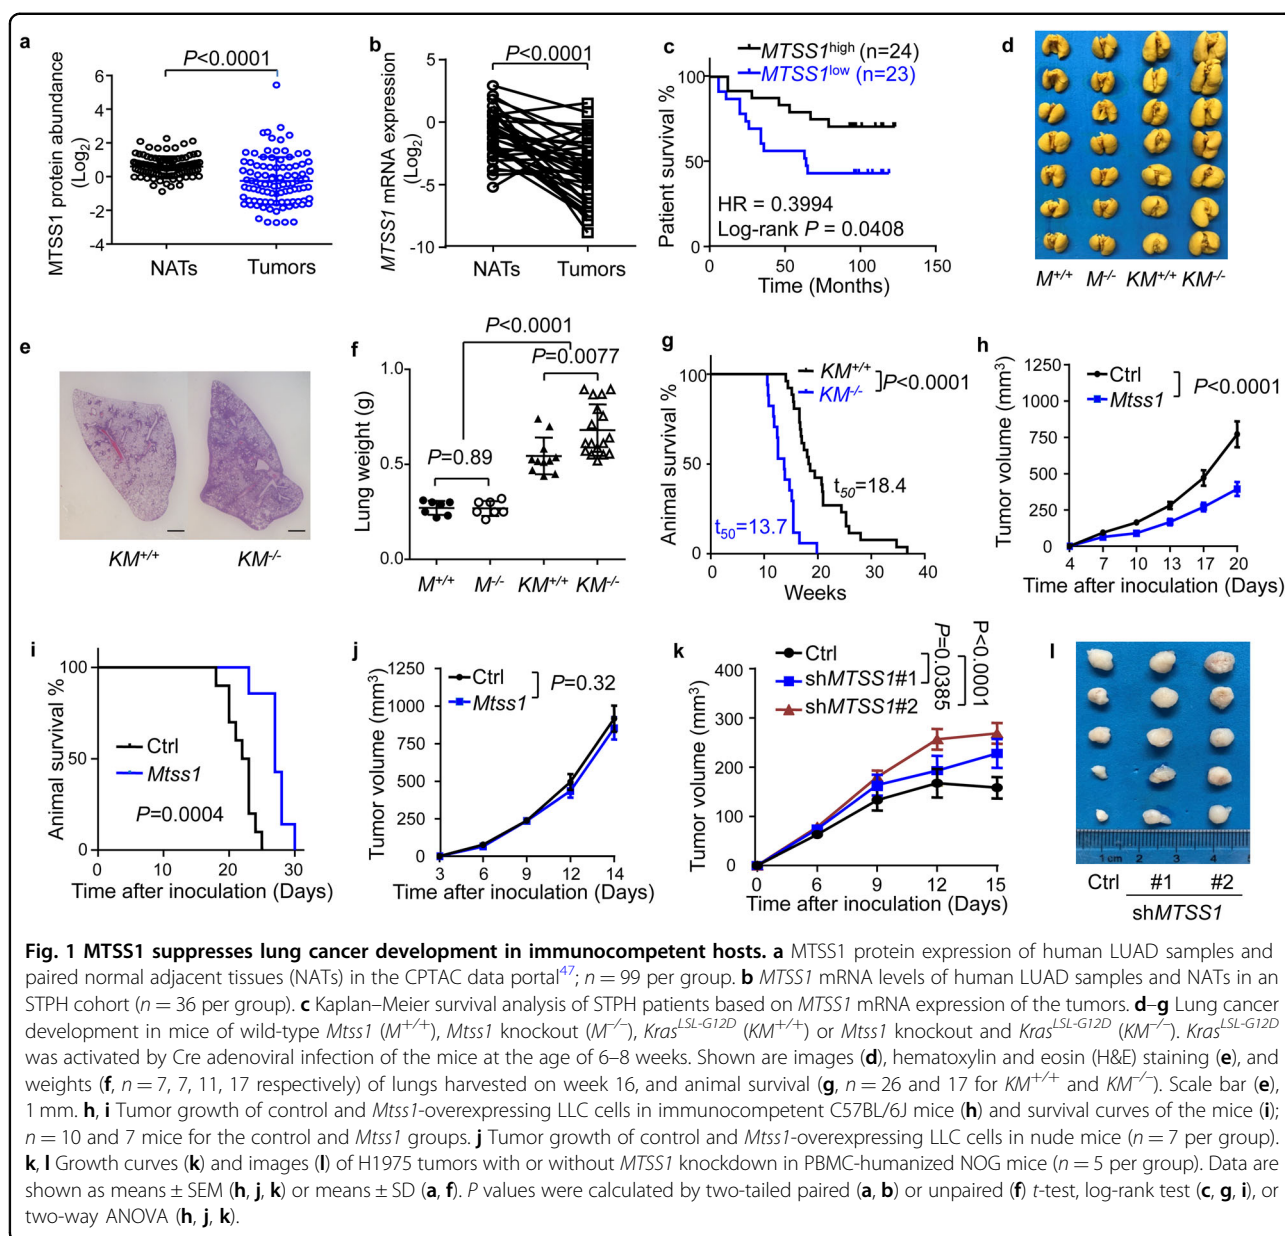 a
P<0.0001
MTSS1 protein abundance
(Log2)
6
4
2
0
-2
-4
NATs
Tumors
b
P<0.0001
MTSS1 mRNA expression
(Log2)
5
0
-5
-10
NATs
Tumors
c
MTSS1high (n=24)
MTSS1low (n=23)
Patient survival %
100
50
0
HR = 0.3994
Log-rank P = 0.0408
0 50 100 150
Time (Months)
d
M+/+ M-/- KM+/+ KM-/-
e
KM+/+ KM-/-
f
P<0.0001
P=0.0077
P=0.89
Lung weight (g)
1.0
0.5
0.0
M+/+ M-/- KM+/+ KM-/-
g
KM+/+
KM-/-
P<0.0001
Animal survival %
100
50
0
t50=18.4
t50=13.7
0 10 20 30 40
Weeks
h
Ctrl
Mtss1
P<0.0001
Tumor volume (mm3)
1250
1000
750
500
250
0
4 7 10 13 17 20
Time after inoculation (Days)
i
Animal survival %
100
50
0
Ctrl
Mtss1
P=0.0004
0 10 20 30
Time after inoculation (Days)
j
Ctrl
Mtss1
P=0.32
Tumor volume (mm3)
1250
1000
750
500
250
0
3 6 9 12 14
Time after inoculation (Days)
k
Ctrl
shMTSS1#1
shMTSS1#2
P=0.0385
P<0.0001
Tumor volume (mm3)
400
300
200
100
0
0 6 9 12 15
Time after inoculation (Days)
l
1cm 2 3 4 5
Ctrl #1 #2
shMTSS1
Fig. 1 MTSS1 suppresses lung cancer development in immunocompetent hosts. a MTSS1 protein expression of human LUAD samples and
paired normal adjacent tissues (NATs) in the CPTAC data portal47; n = 99 per group. b MTSS1 mRNA levels of human LUAD samples and NATs in an
STPH cohort (n = 36 per group). c Kaplan–Meier survival analysis of STPH patients based on MTSS1 mRNA expression of the tumors. d–g Lung cancer
development in mice of wild-type Mtss1 (M+/+), Mtss1 knockout (M−/−), KrasLSL-G12D (KM+/+) or Mtss1 knockout and KrasLSL-G12D (KM−/−). KrasLSL-G12D
was activated by Cre adenoviral infection of the mice at the age of 6–8 weeks. Shown are images (d), hematoxylin and eosin (H&E) staining (e), and
weights (f, n = 7, 7, 11, 17 respectively) of lungs harvested on week 16, and animal survival (g, n = 26 and 17 for KM+/+ and KM−/−). Scale bar (e),
1 mm. h, i Tumor growth of control and Mtss1-overexpressing LLC cells in immunocompetent C57BL/6J mice (h) and survival curves of the mice (i);
n = 10 and 7 mice for the control and Mtss1 groups. j Tumor growth of control and Mtss1-overexpressing LLC cells in nude mice (n = 7 per group).
k, l Growth curves (k) and images (l) of H1975 tumors with or without MTSS1 knockdown in PBMC-humanized NOG mice (n = 5 per group). Data are
shown as means ± SEM (h, j, k) or means ± SD (a, f). P values were calculated by two-tailed paired (a, b) or unpaired (f) t-test, log-rank test (c, g, i), or
two-way ANOVA (h, j, k).